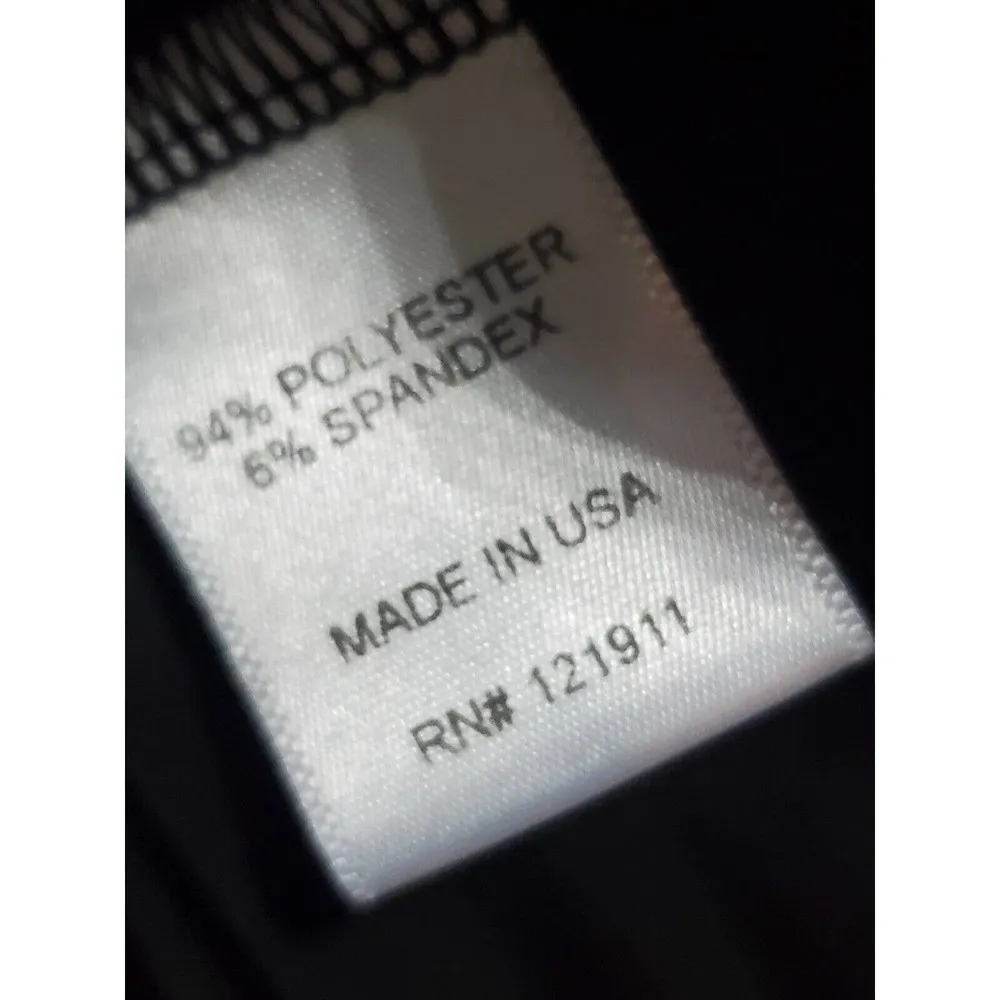 94% POLYESTER
6% SPANDEX
MADE IN USA
RN# 121911